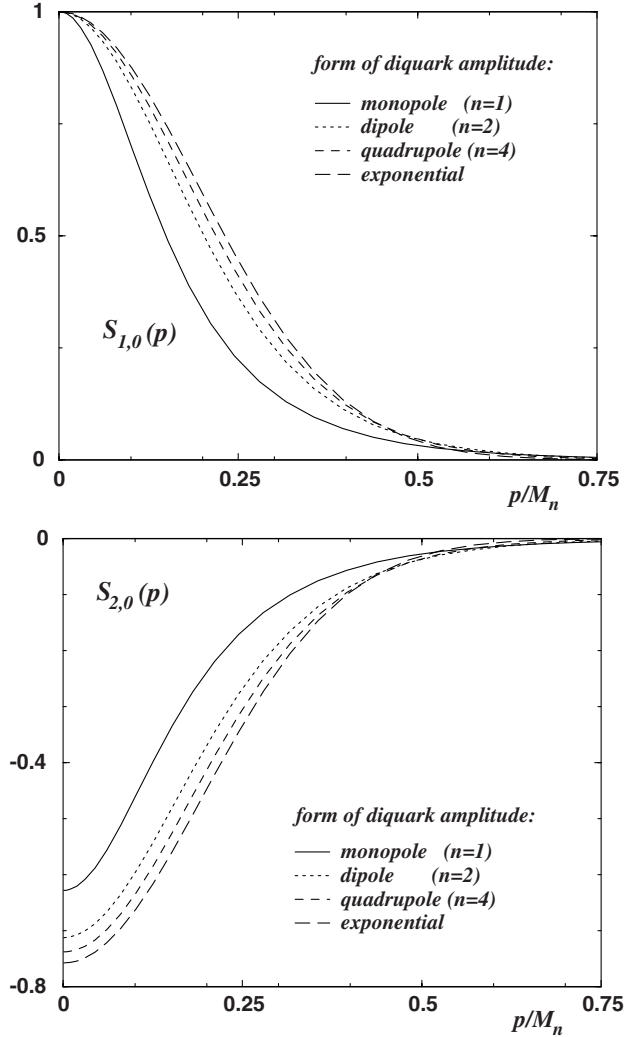 1
form of diquark amplitude:
monopole (n=1)
dipole (n=2)
quadrupole (n=4)
exponential
0.5
S1,0(p)
0
0 0.25 0.5 0.75
p/Mn
0
S2,0(p)
-0.4
form of diquark amplitude:
monopole (n=1)
dipole (n=2)
quadrupole (n=4)
exponential
-0.8
0 0.25 0.5 0.75
p/Mn